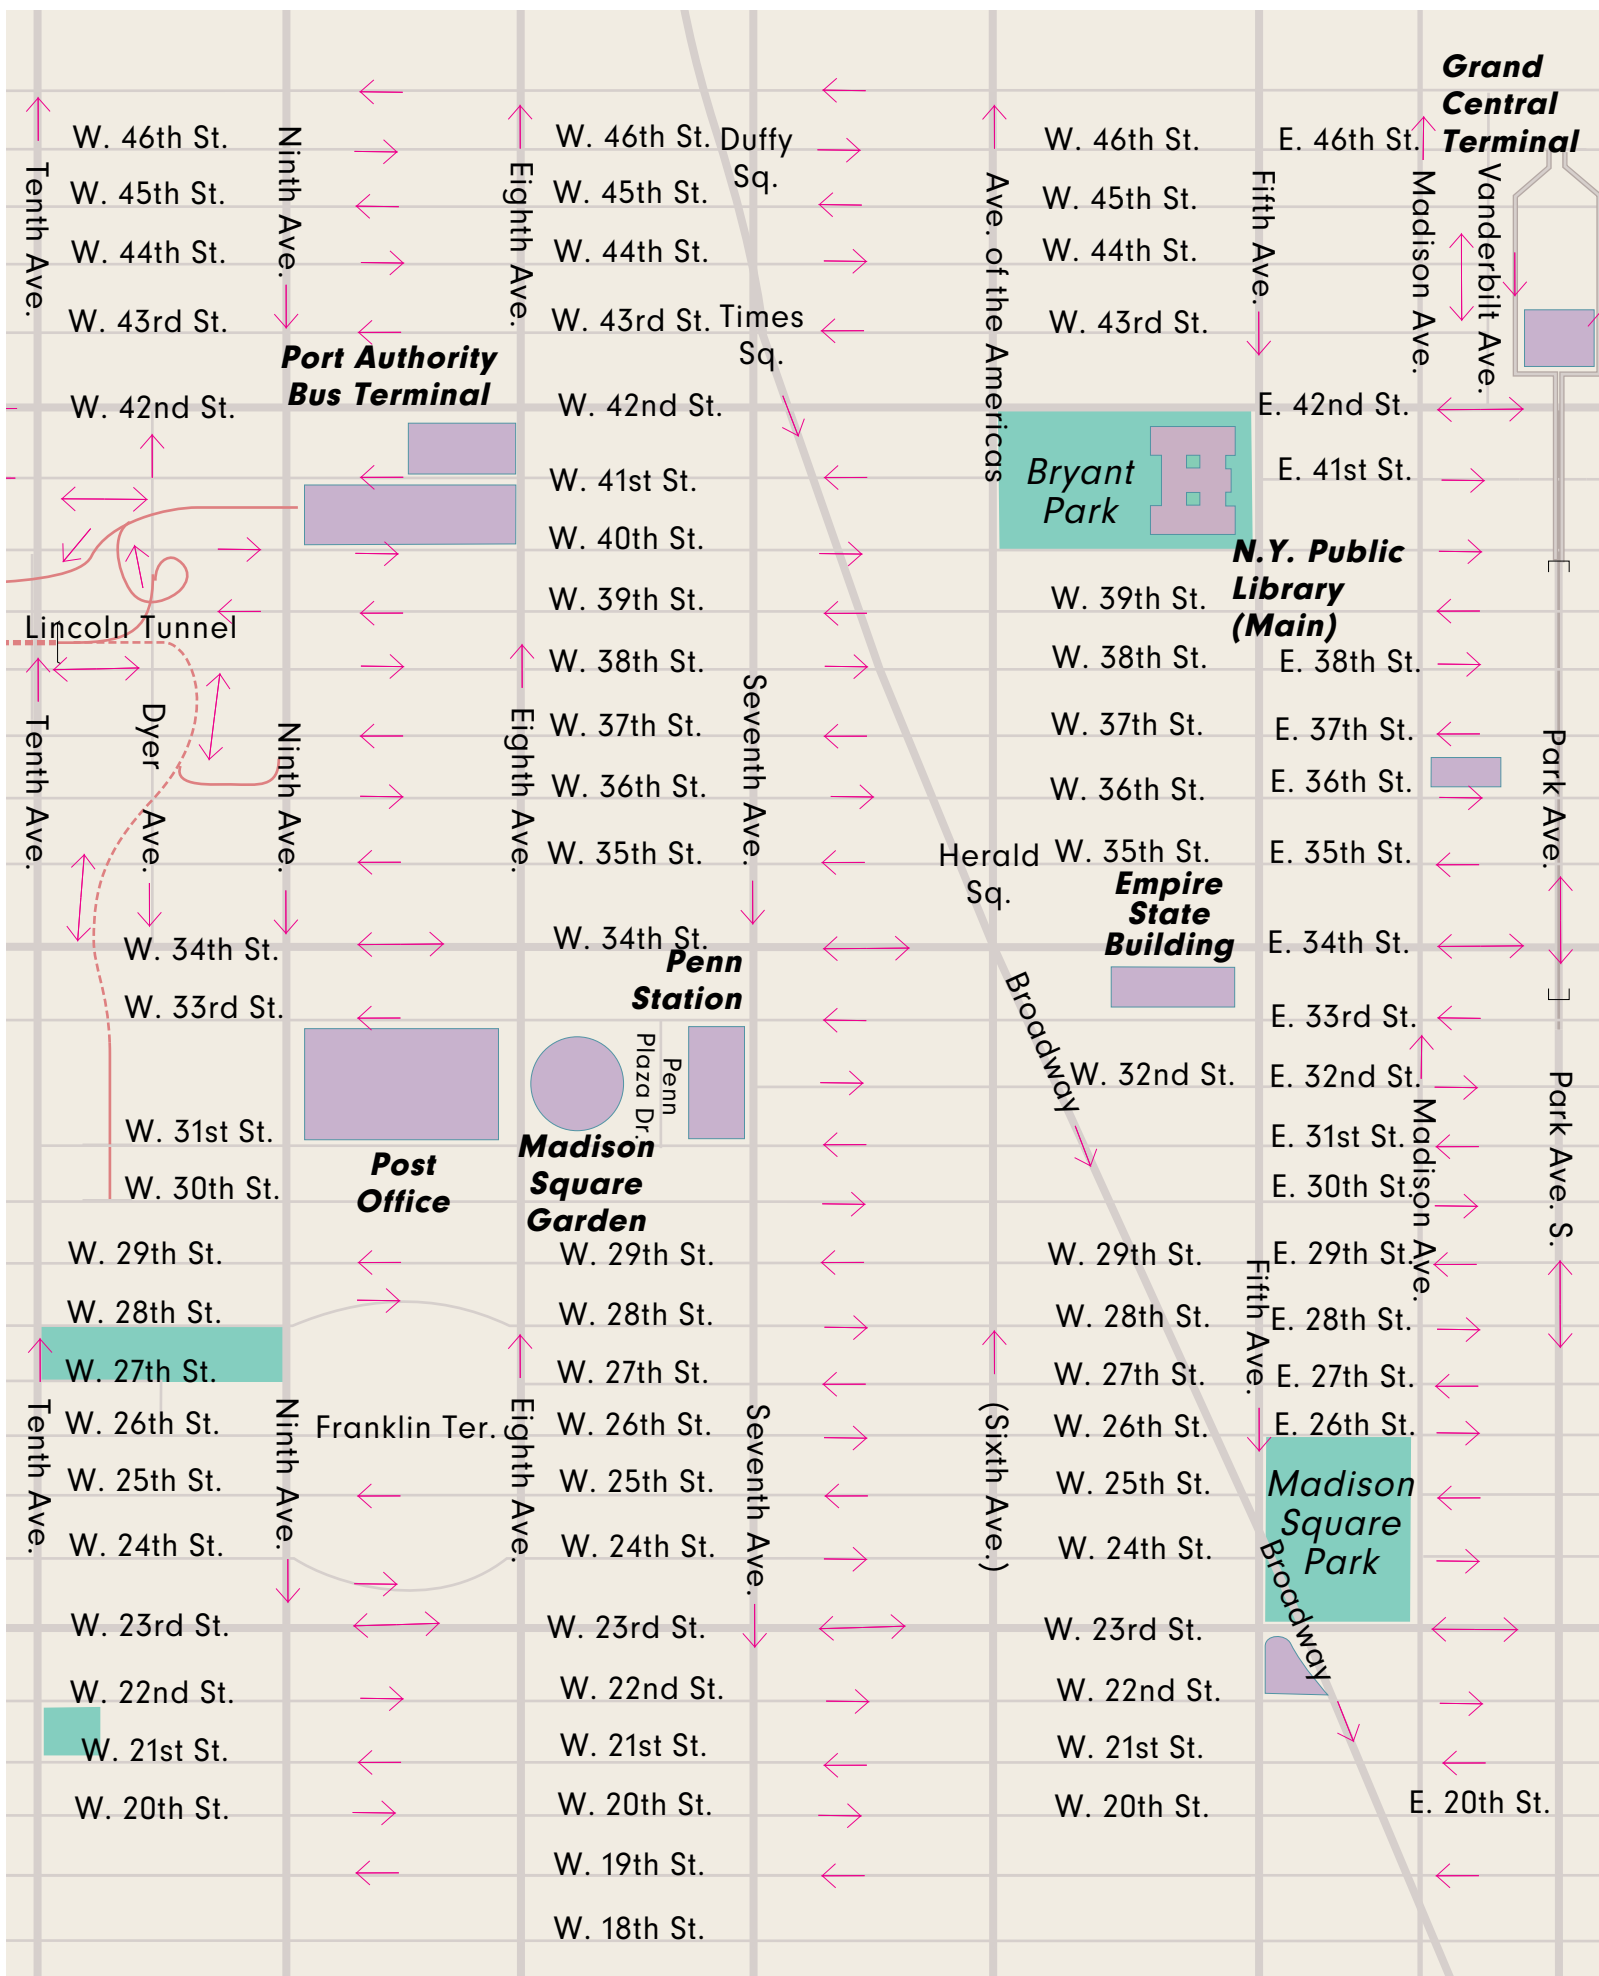 Grand
Central
Terminal
W. 46th St.
W. 46th St.
Duffy
Sq.
W. 46th St.
E. 46th St.
Tenth Ave.
Ninth Ave.
Eighth Ave.
Ave. of the Americas
Fifth Ave.
Madison Ave.
Vanderbilt Ave.
W. 45th St.
W. 45th St.
W. 45th St.
W. 44th St.
W. 44th St.
W. 44th St.
W. 43rd St.
W. 43rd St.
Times
Sq.
W. 43rd St.
Port Authority
Bus Terminal
W. 42nd St.
W. 42nd St.
E. 42nd St.
W. 41st St.
Bryant
Park
E. 41st St.
W. 40th St.
N.Y. Public
Library
(Main)
W. 39th St.
W. 39th St.
Lincoln Tunnel
W. 38th St.
W. 38th St.
E. 38th St.
Tenth Ave.
Dyer Ave.
Ninth Ave.
Eighth Ave.
Seventh Ave.
Park Ave.
W. 37th St.
W. 37th St.
E. 37th St.
W. 36th St.
W. 36th St.
E. 36th St.
W. 35th St.
Herald
Sq.
W. 35th St.
E. 35th St.
Empire
State
Building
W. 34th St.
W. 34th St.
E. 34th St.
Penn
Station
Broadway
W. 33rd St.
E. 33rd St.
Penn
Plaza Dr.
W. 32nd St.
E. 32nd St.
Madison Ave.
Park Ave. S.
W. 31st St.
E. 31st St.
Post
Office
Madison
Square
Garden
W. 30th St.
E. 30th St.
W. 29th St.
W. 29th St.
W. 29th St.
E. 29th St.
Fifth Ave.
W. 28th St.
W. 28th St.
W. 28th St.
E. 28th St.
W. 27th St.
W. 27th St.
W. 27th St.
E. 27th St.
Tenth Ave.
Ninth Ave.
Franklin Ter.
Eighth Ave.
Seventh Ave.
(Sixth Ave.)
W. 26th St.
W. 26th St.
W. 26th St.
E. 26th St.
W. 25th St.
W. 25th St.
W. 25th St.
Madison
Square
Park
W. 24th St.
W. 24th St.
W. 24th St.
Broadway
W. 23rd St.
W. 23rd St.
W. 23rd St.
W. 22nd St.
W. 22nd St.
W. 22nd St.
W. 21st St.
W. 21st St.
W. 21st St.
W. 20th St.
W. 20th St.
W. 20th St.
E. 20th St.
W. 19th St.
W. 18th St.